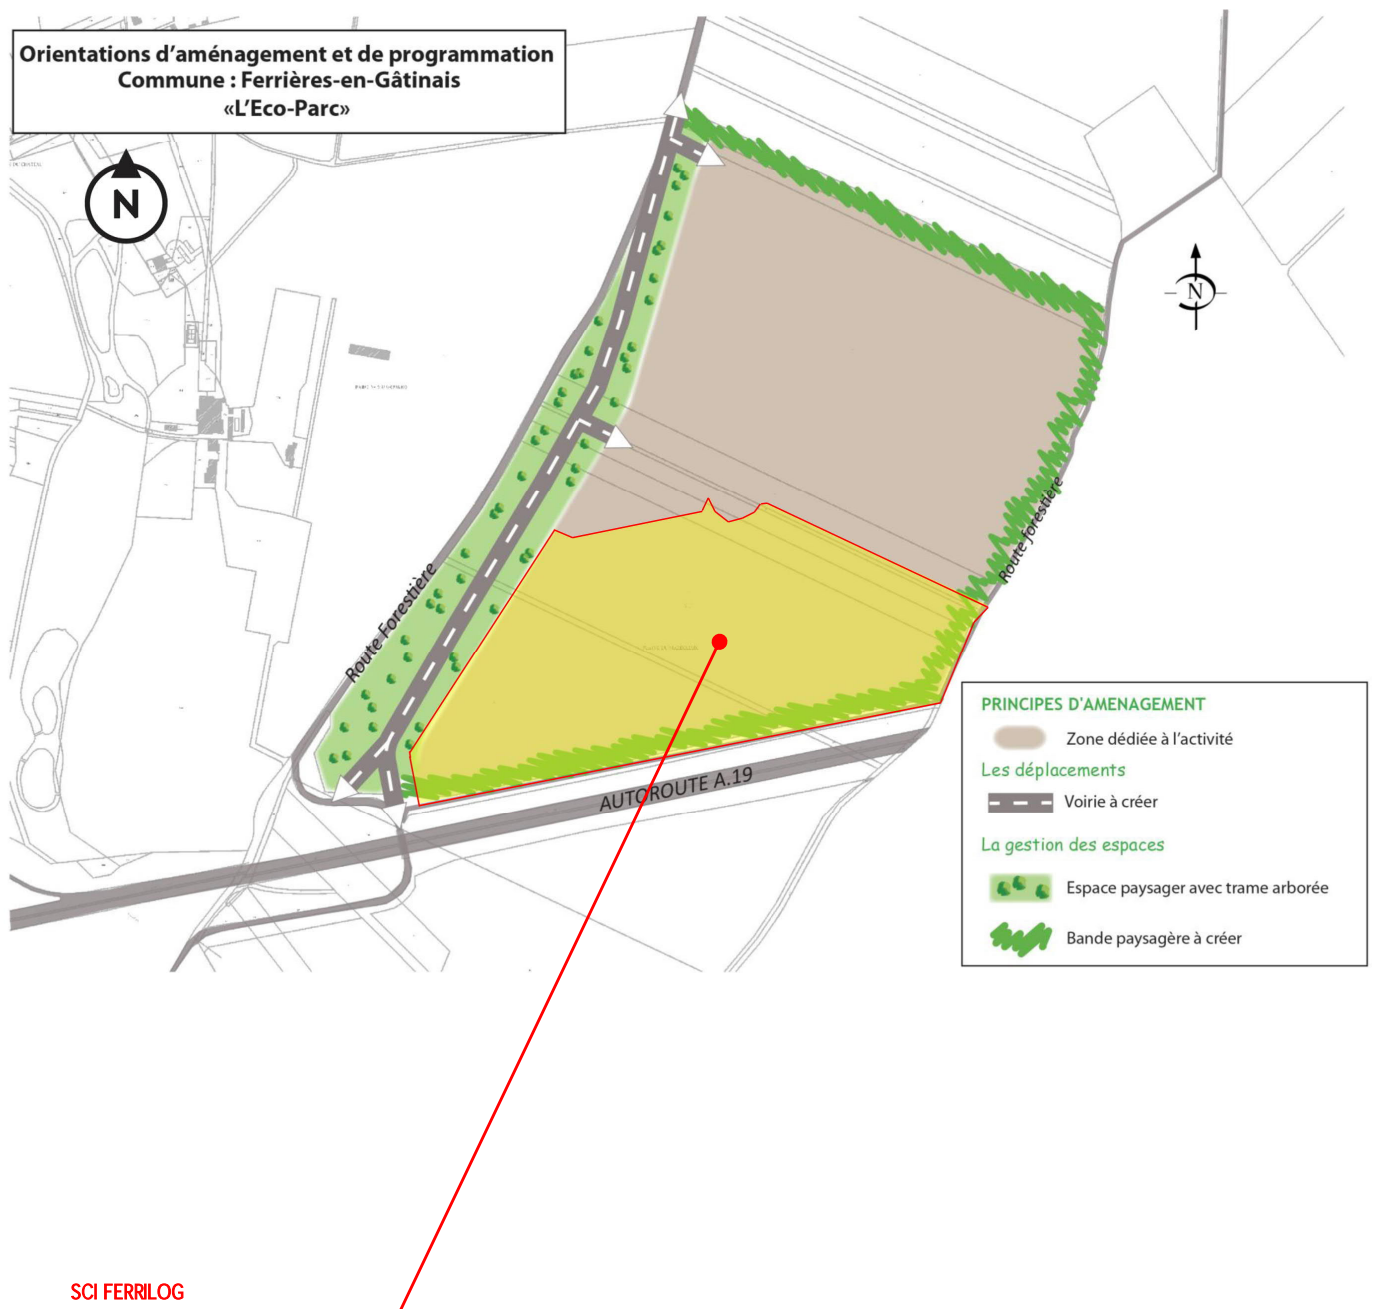 Orientations d’aménagement et de programmation
Commune : Ferrières-en-Gâtinais
«L’Eco-Parc»
N
N
Route forestière
Route Forestière
AUTOROUTE A.19
PRINCIPES D'AMENAGEMENT
Zone dédiée à l’activité
Les déplacements
Voirie à créer
La gestion des espaces
Espace paysager avec trame arborée
Bande paysagère à créer
SCI FERRILOG